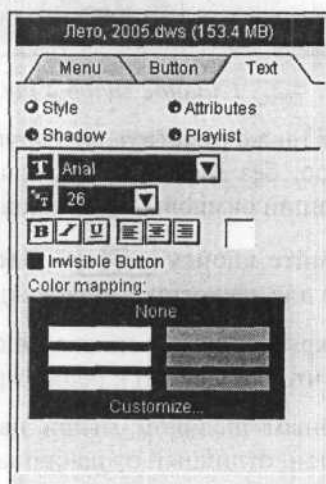 Лето, 2005.dws (153.4 MB)
Menu Button Text
Style Attributes
Shadow Playlist
T Arial
T 26
B I U
Invisible Button
Color mapping:
None
Customize...